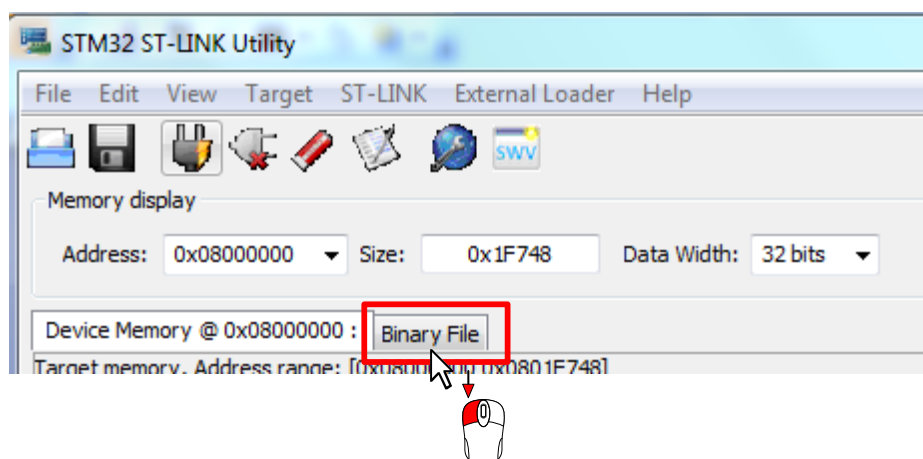 STM32 ST-LINK Utility
File Edit View Target ST-LINK External Loader Help
SWV
Memory display
Address: 0x08000000 Size: 0x1F748 Data Width: 32 bits
Device Memory @ 0x08000000 : Binary File
Target memory, Address range: [0x08000000 0x0801F748]